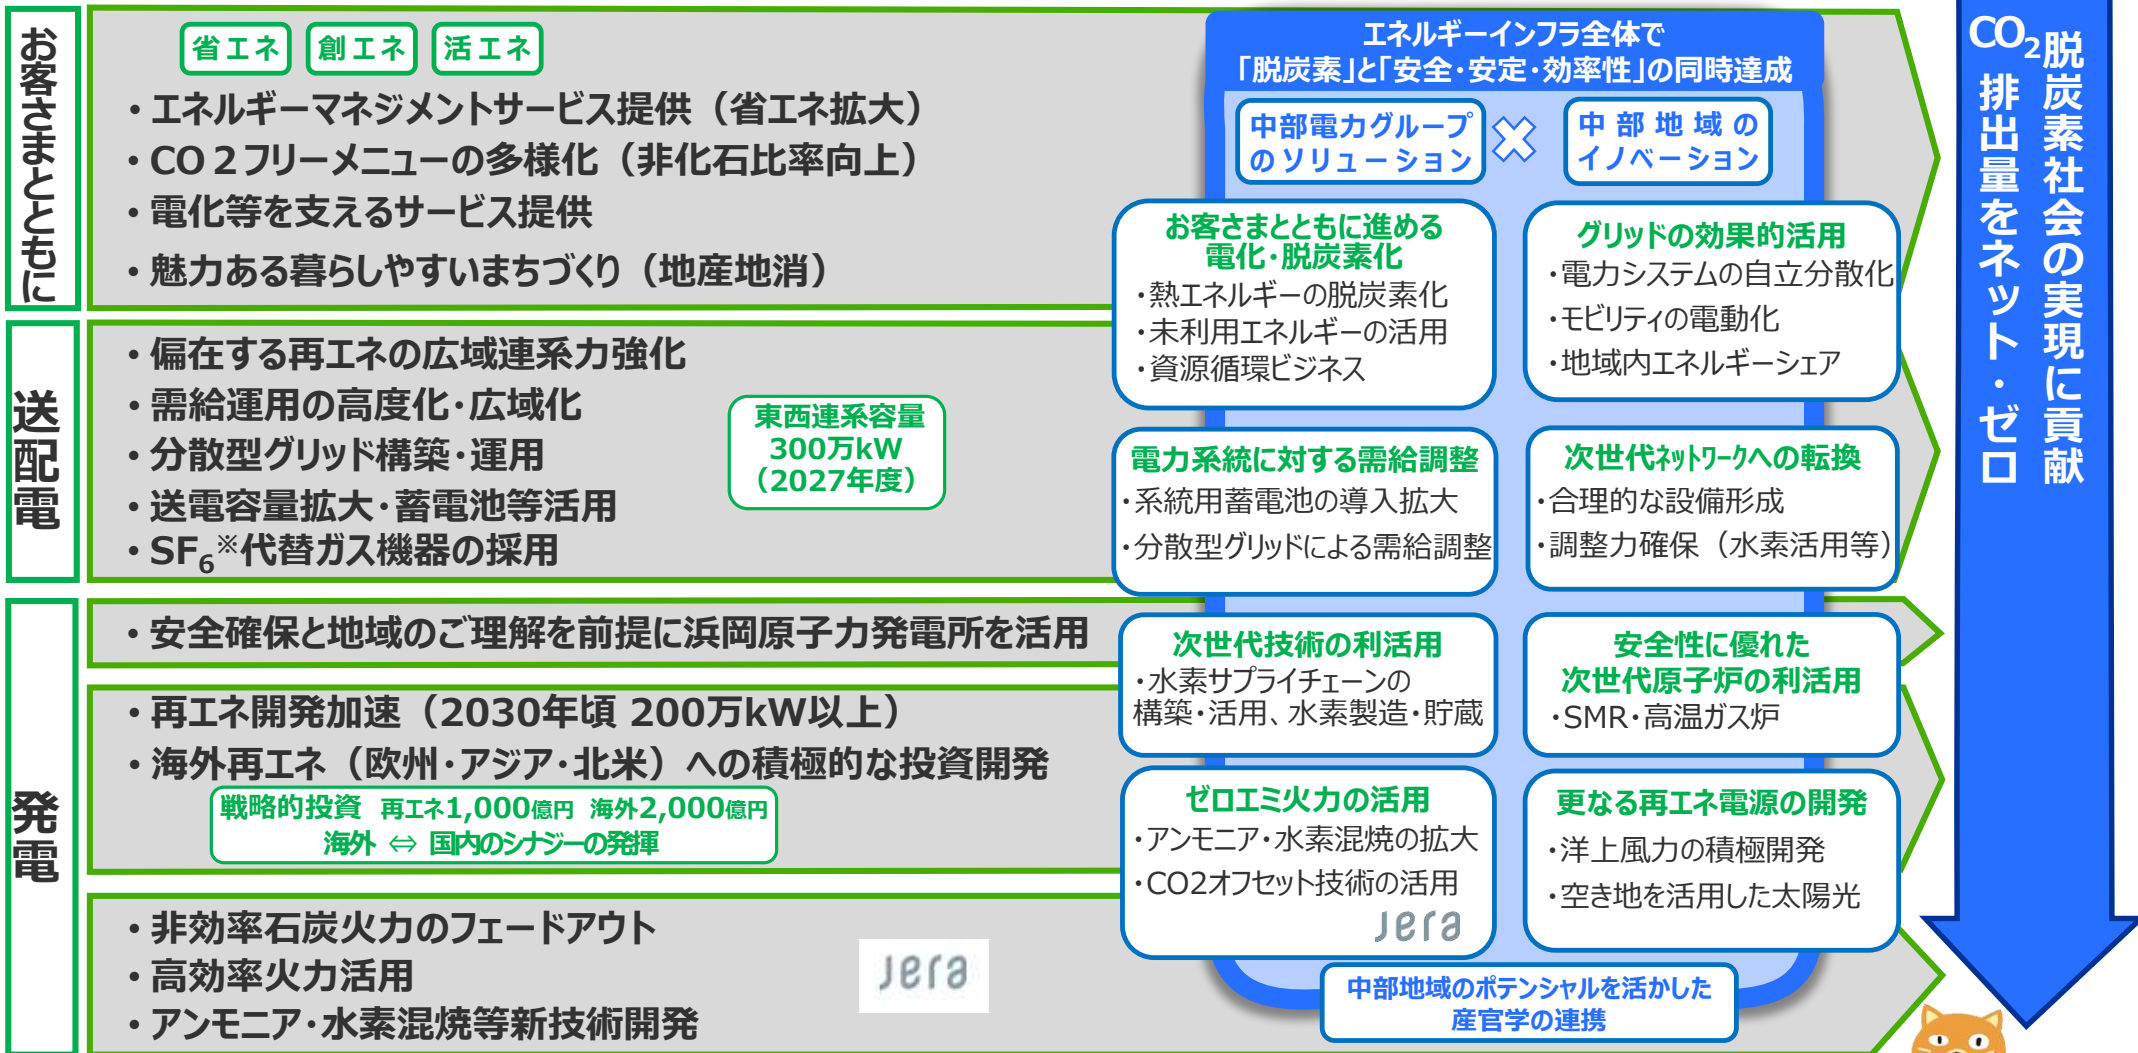 お客さまとともに
省エネ 創エネ 活エネ
・エネルギーマネジメントサービス提供（省エネ拡大）
・CO２フリーメニューの多様化（非化石比率向上）
・電化等を支えるサービス提供
・魅力ある暮らしやすいまちづくり（地産地消）
送配電
・偏在する再エネの広域連系力強化
・需給運用の高度化・広域化
・分散型グリッド構築・運用
・送電容量拡大・蓄電池等活用
・SF6※代替ガス機器の採用
東西連系容量
300万kW
（2027年度）
発電
・安全確保と地域のご理解を前提に浜岡原子力発電所を活用
・再エネ開発加速（2030年頃 200万kW以上）
・海外再エネ（欧州・アジア・北米）への積極的な投資開発
戦略的投資 再エネ1,000億円 海外2,000億円
海外 ⇔ 国内のシナジーの発揮
・非効率石炭火力のフェードアウト
・高効率火力活用
・アンモニア・水素混焼等新技術開発
Jera
エネルギーインフラ全体で
「脱炭素」と「安全・安定・効率性」の同時達成
中部電力グループ
のソリューション
中部地域の
イノベーション
お客さまとともに進める
電化・脱炭素化
・熱エネルギーの脱炭素化
・未利用エネルギーの活用
・資源循環ビジネス
グリッドの効果的活用
・電力システムの自立分散化
・モビリティの電動化
・地域内エネルギーシェア
電力系統に対する需給調整
・系統用蓄電池の導入拡大
・分散型グリッドによる需給調整
次世代ネットワークへの転換
・合理的な設備形成
・調整力確保（水素活用等）
次世代技術の利活用
・水素サプライチェーンの
構築・活用、水素製造・貯蔵
安全性に優れた
次世代原子炉の利活用
・SMR・高温ガス炉
ゼロエミ火力の活用
・アンモニア・水素混焼の拡大
・CO2オフセット技術の活用
Jera
更なる再エネ電源の開発
・洋上風力の積極開発
・空き地を活用した太陽光
中部地域のポテンシャルを活かした
産官学の連携
脱炭素社会の実現に貢献
CO2排出量をネット・ゼロ